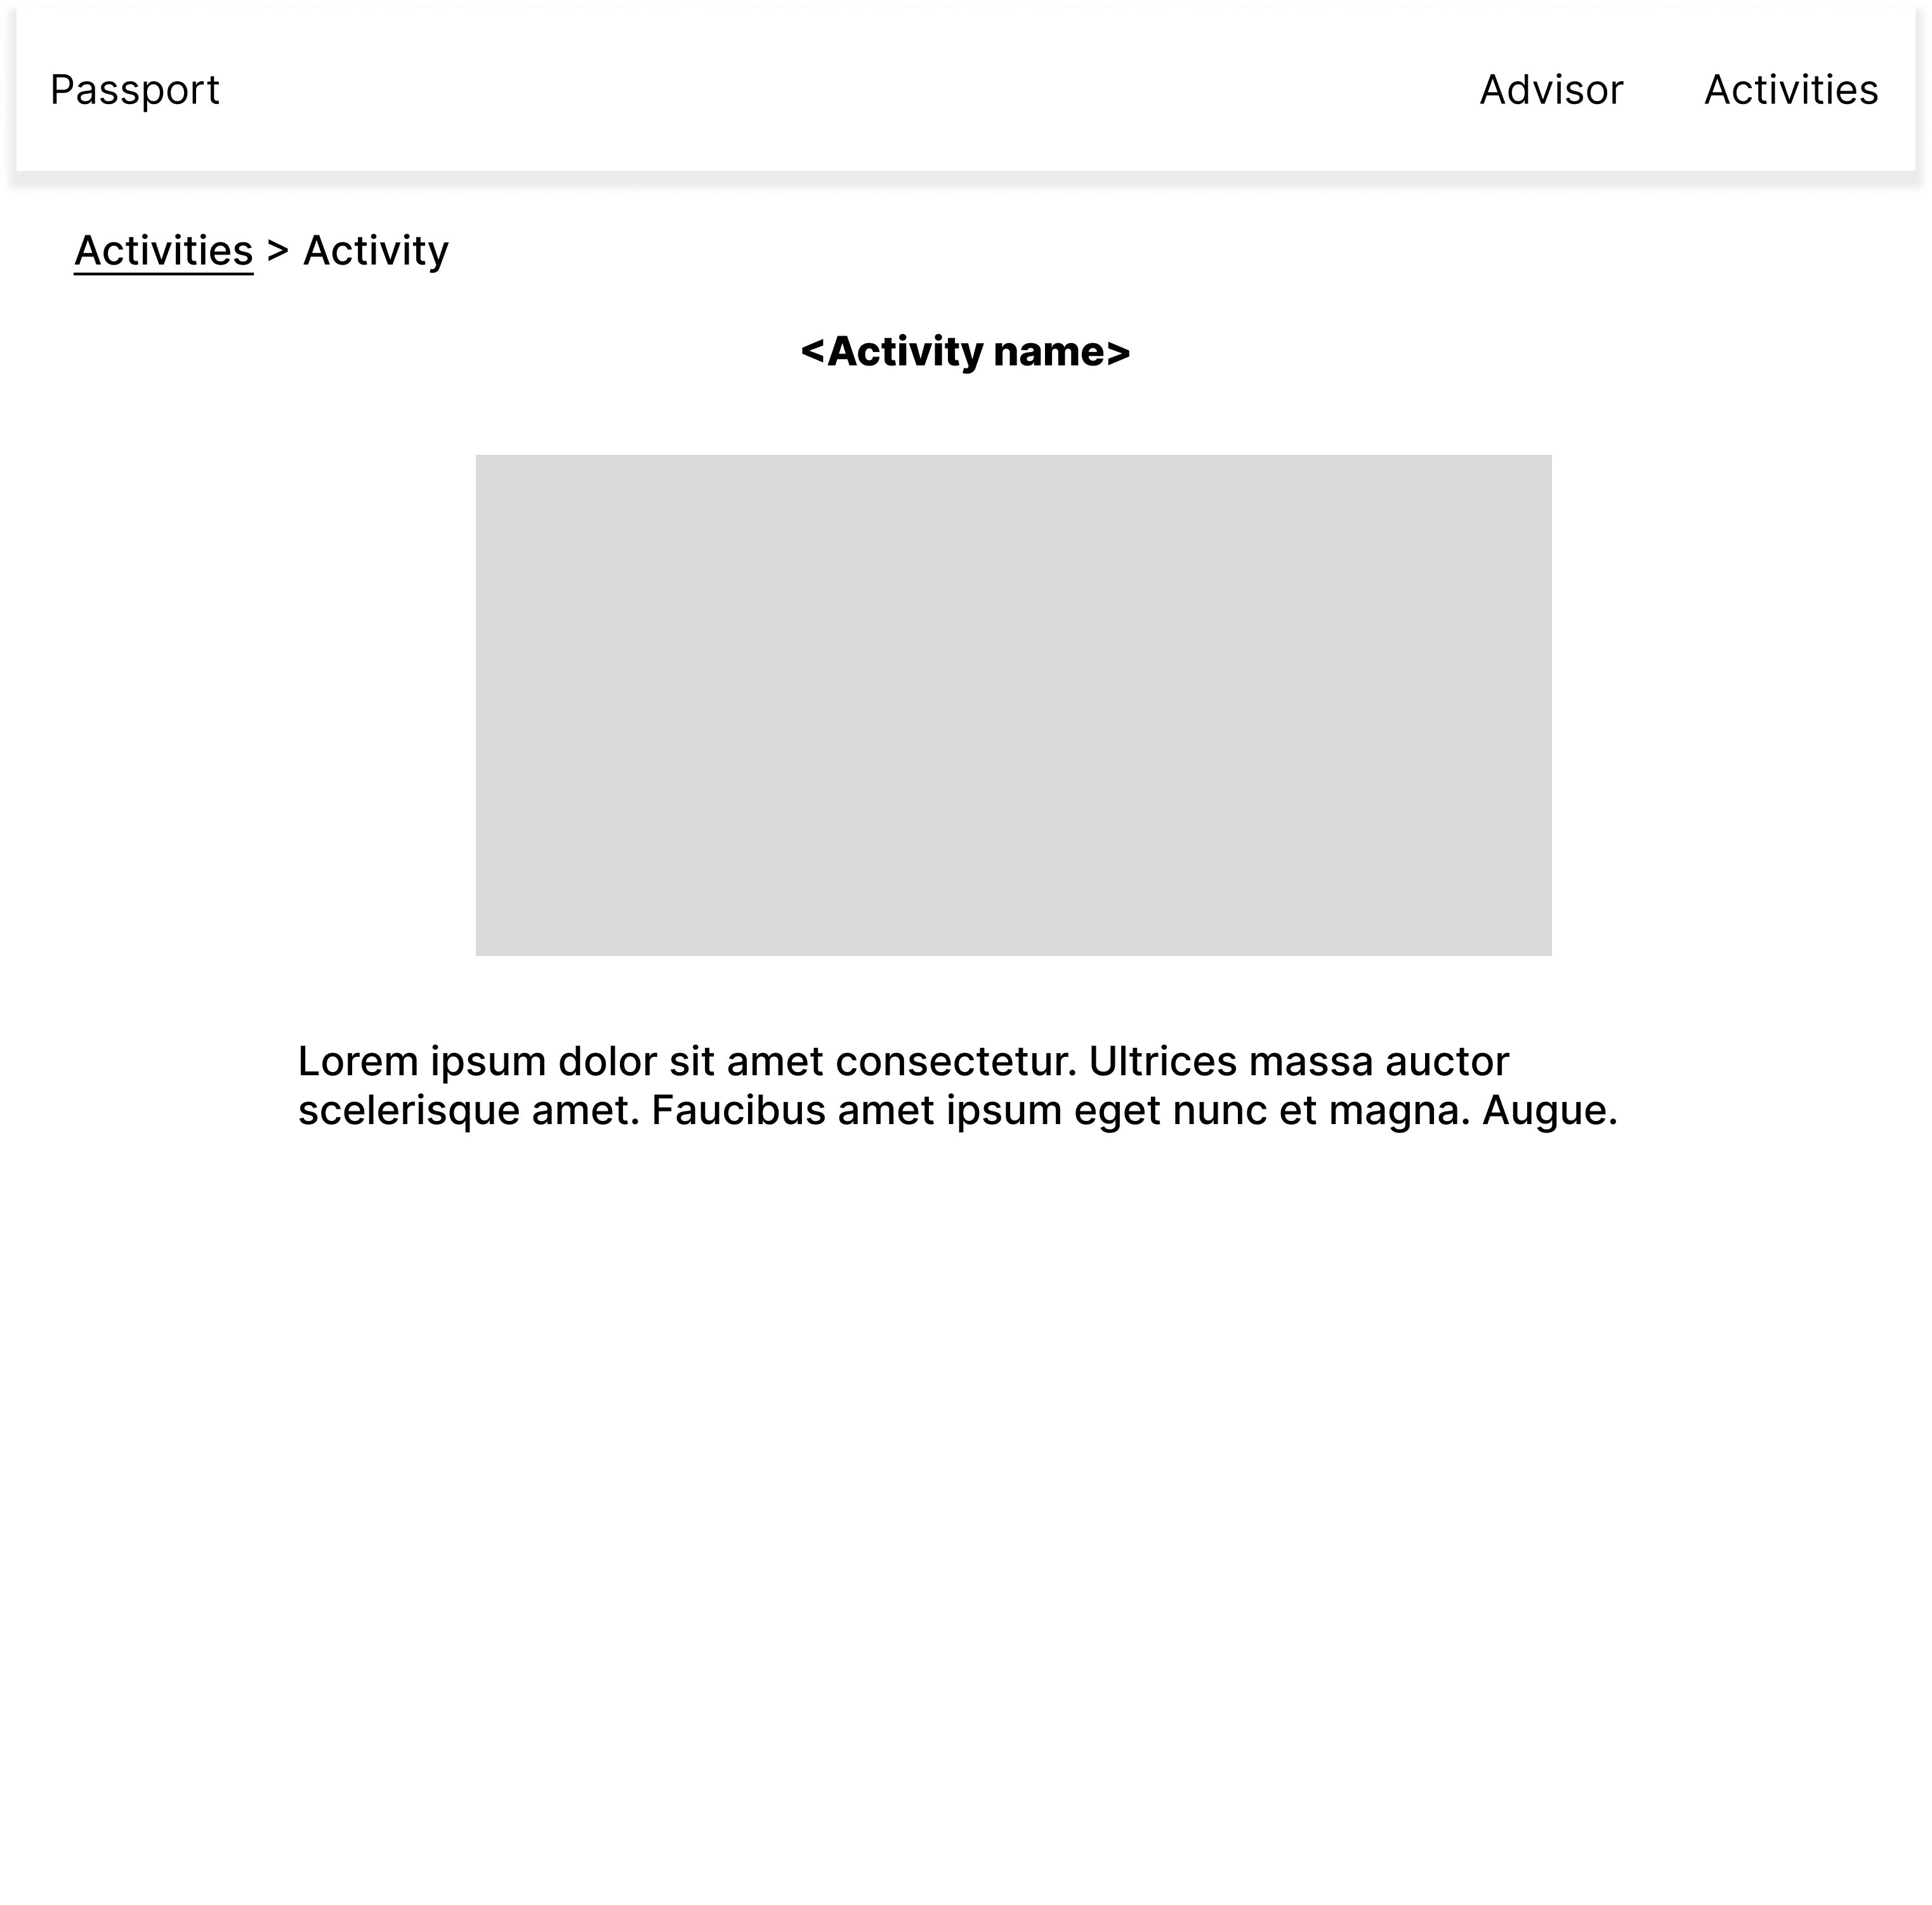 Passport Advisor Activities
Activities > Activity
<Activity name>
Lorem ipsum dolor sit amet consectetur. Ultrices massa auctor
scelerisque amet. Faucibus amet ipsum eget nunc et magna. Augue.